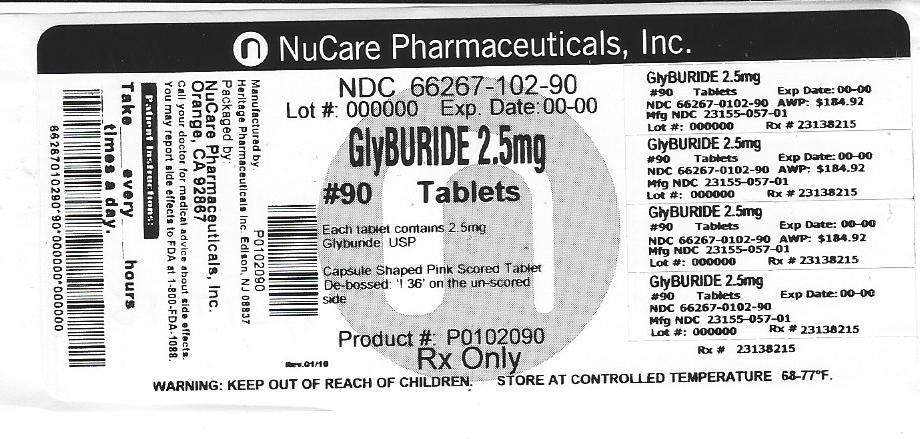 n NuCare Pharmaceuticals, Inc.
NDC 66267-102-90
Lot #: 000000 Exp. Date: 00-00
GlyBURIDE 2.5mg
#90 Tablets
Each tablet contains 2.5mg
Glyburide USP
Capsule Shaped Pink Scored Tablet
De-bossed: 'I 36' on the un-scored
side
Product #: P0102090
Rx Only
Rev.01/10
WARNING: KEEP OUT OF REACH OF CHILDREN. STORE AT CONTROLLED TEMPERATURE 68-77°F.
P0102090
Manufactured by:
Heritage Pharmaceuticals Inc. Edison, NJ 08837
Packaged by:
NuCare Pharmaceuticals, Inc.
Orange, CA 92867
Call your doctor for medical advice about side effects.
You may report side effects to FDA at 1-800-FDA-1088.
Patient Instructions:
Take ___ every ___ hours
___ times a day.
66267010290*90*000000*000000
GlyBURIDE 2.5mg
#90 Tablets Exp Date: 00-00
NDC 66267-0102-90 AWP: $184.92
Mfg NDC 23155-057-01
Lot #: 000000 Rx # 23138215
GlyBURIDE 2.5mg
#90 Tablets Exp Date: 00-00
NDC 66267-0102-90 AWP: $184.92
Mfg NDC 23155-057-01
Lot #: 000000 Rx # 23138215
GlyBURIDE 2.5mg
#90 Tablets Exp Date: 00-00
NDC 66267-0102-90 AWP: $184.92
Mfg NDC 23155-057-01
Lot #: 000000 Rx # 23138215
GlyBURIDE 2.5mg
#90 Tablets Exp Date: 00-00
NDC 66267-0102-90
Mfg NDC 23155-057-01
Lot #: 000000 Rx # 23138215
Rx # 23138215